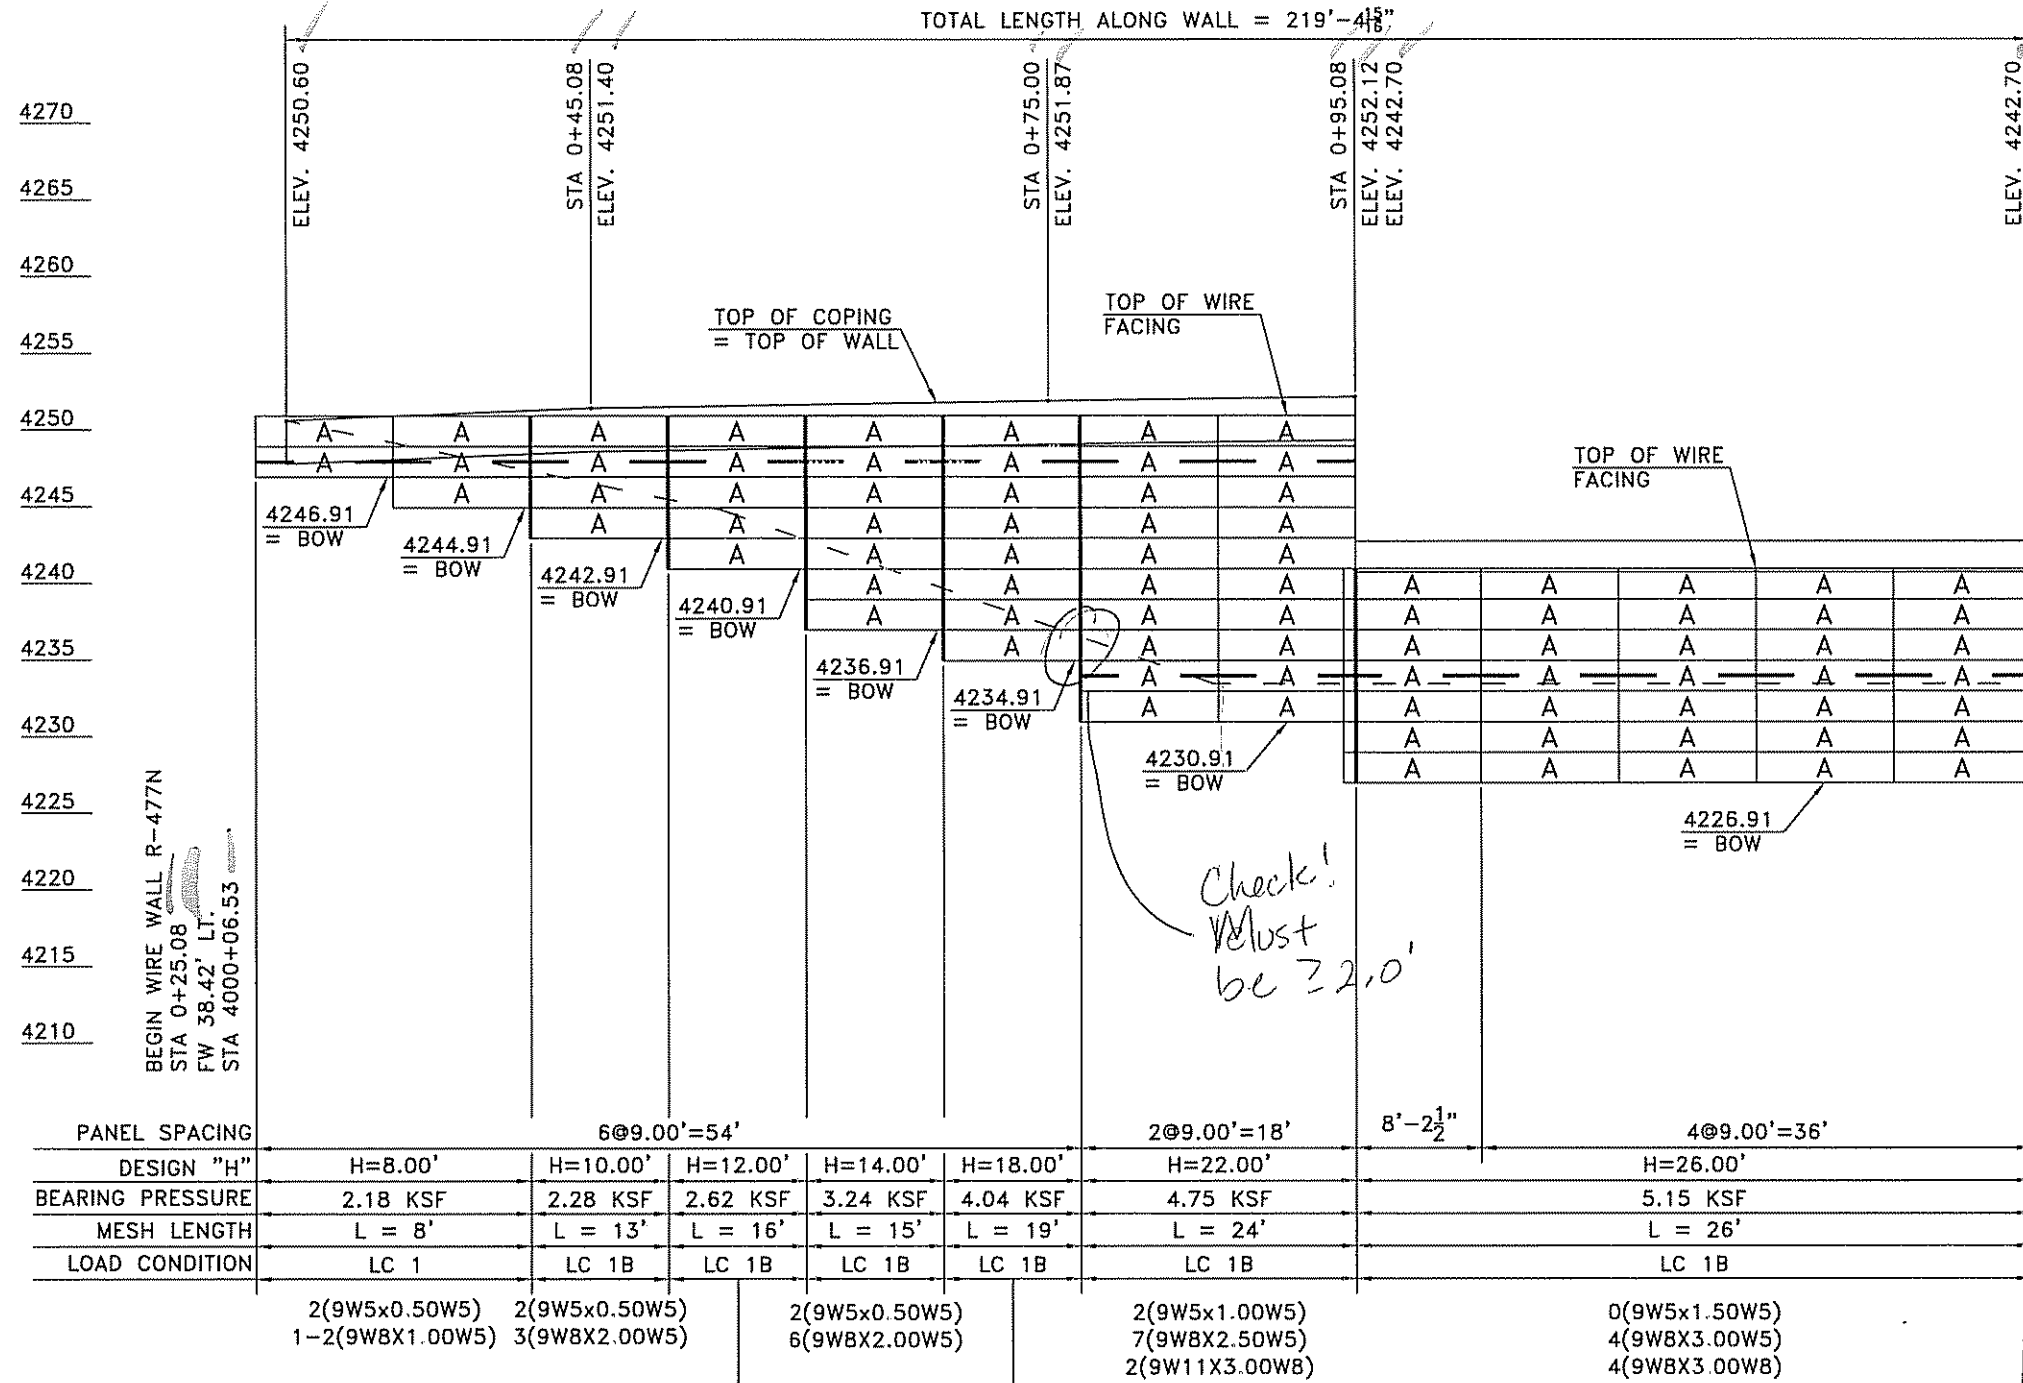 TOTAL LENGTH ALONG WALL = 219'-4 15/16"
ELEV. 4250.60
STA 0+45.08
ELEV. 4251.40
STA 0+75.00
ELEV. 4251.87
STA 0+95.08
ELEV. 4252.12
ELEV. 4242.70
ELEV. 4242.70
4270
4265
4260
4255
4250
4245
4240
4235
4230
4225
4220
4215
4210
TOP OF COPING
= TOP OF WALL
TOP OF WIRE
FACING
TOP OF WIRE
FACING
A A A A A A A A
A A A A A A A A
A A A A A A A
A A A A A A
A A A A A
A A A A
A A A A
A A A
A A
A A
A A A A A
A A A A A
A A A A A
A A A A A
A A A A A
A A A A A
A A A A A
4246.91
= BOW
4244.91
= BOW
4242.91
= BOW
4240.91
= BOW
4236.91
= BOW
4234.91
= BOW
4230.91
= BOW
4226.91
= BOW
BEGIN WIRE WALL R-477N
STA 0+25.08
FW 38.42' LT.
STA 4000+06.53
Check!
Must
be ≥2.0'
PANEL SPACING 6@9.00'=54' 2@9.00'=18' 8'-2 1/2" 4@9.00'=36'
DESIGN "H" H=8.00' H=10.00' H=12.00' H=14.00' H=18.00' H=22.00' H=26.00'
BEARING PRESSURE 2.18 KSF 2.28 KSF 2.62 KSF 3.24 KSF 4.04 KSF 4.75 KSF 5.15 KSF
MESH LENGTH L = 8' L = 13' L = 16' L = 15' L = 19' L = 24' L = 26'
LOAD CONDITION LC 1 LC 1B LC 1B LC 1B LC 1B LC 1B LC 1B
2(9W5x0.50W5) 2(9W5x0.50W5) 2(9W5x0.50W5) 2(9W5x1.00W5) 0(9W5x1.50W5)
1-2(9W8X1.00W5) 3(9W8X2.00W5) 6(9W8X2.00W5) 7(9W8X2.50W5) 4(9W8X3.00W5)
2(9W11X3.00W8) 4(9W8X3.00W8)